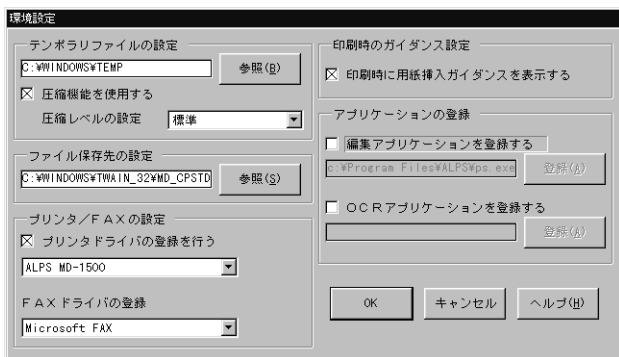 環境設定
テンポラリファイルの設定
C:¥WINDOWS¥TEMP
参照(B)
圧縮機能を使用する
圧縮レベルの設定 標準
ファイル保存先の設定
C:¥WINDOWS¥TWAIN_32¥MD_CPSTD
参照(S)
プリンタ/FAXの設定
プリンタドライバの登録を行う
ALPS MD-1500
FAXドライバの登録
Microsoft FAX
印刷時のガイダンス設定
印刷時に用紙挿入ガイダンスを表示する
アプリケーションの登録
編集アプリケーションを登録する
c:¥Program Files¥ALPS¥ps.exe
登録(A)
OCRアプリケーションを登録する
登録(A)
OK キャンセル ヘルプ(H)